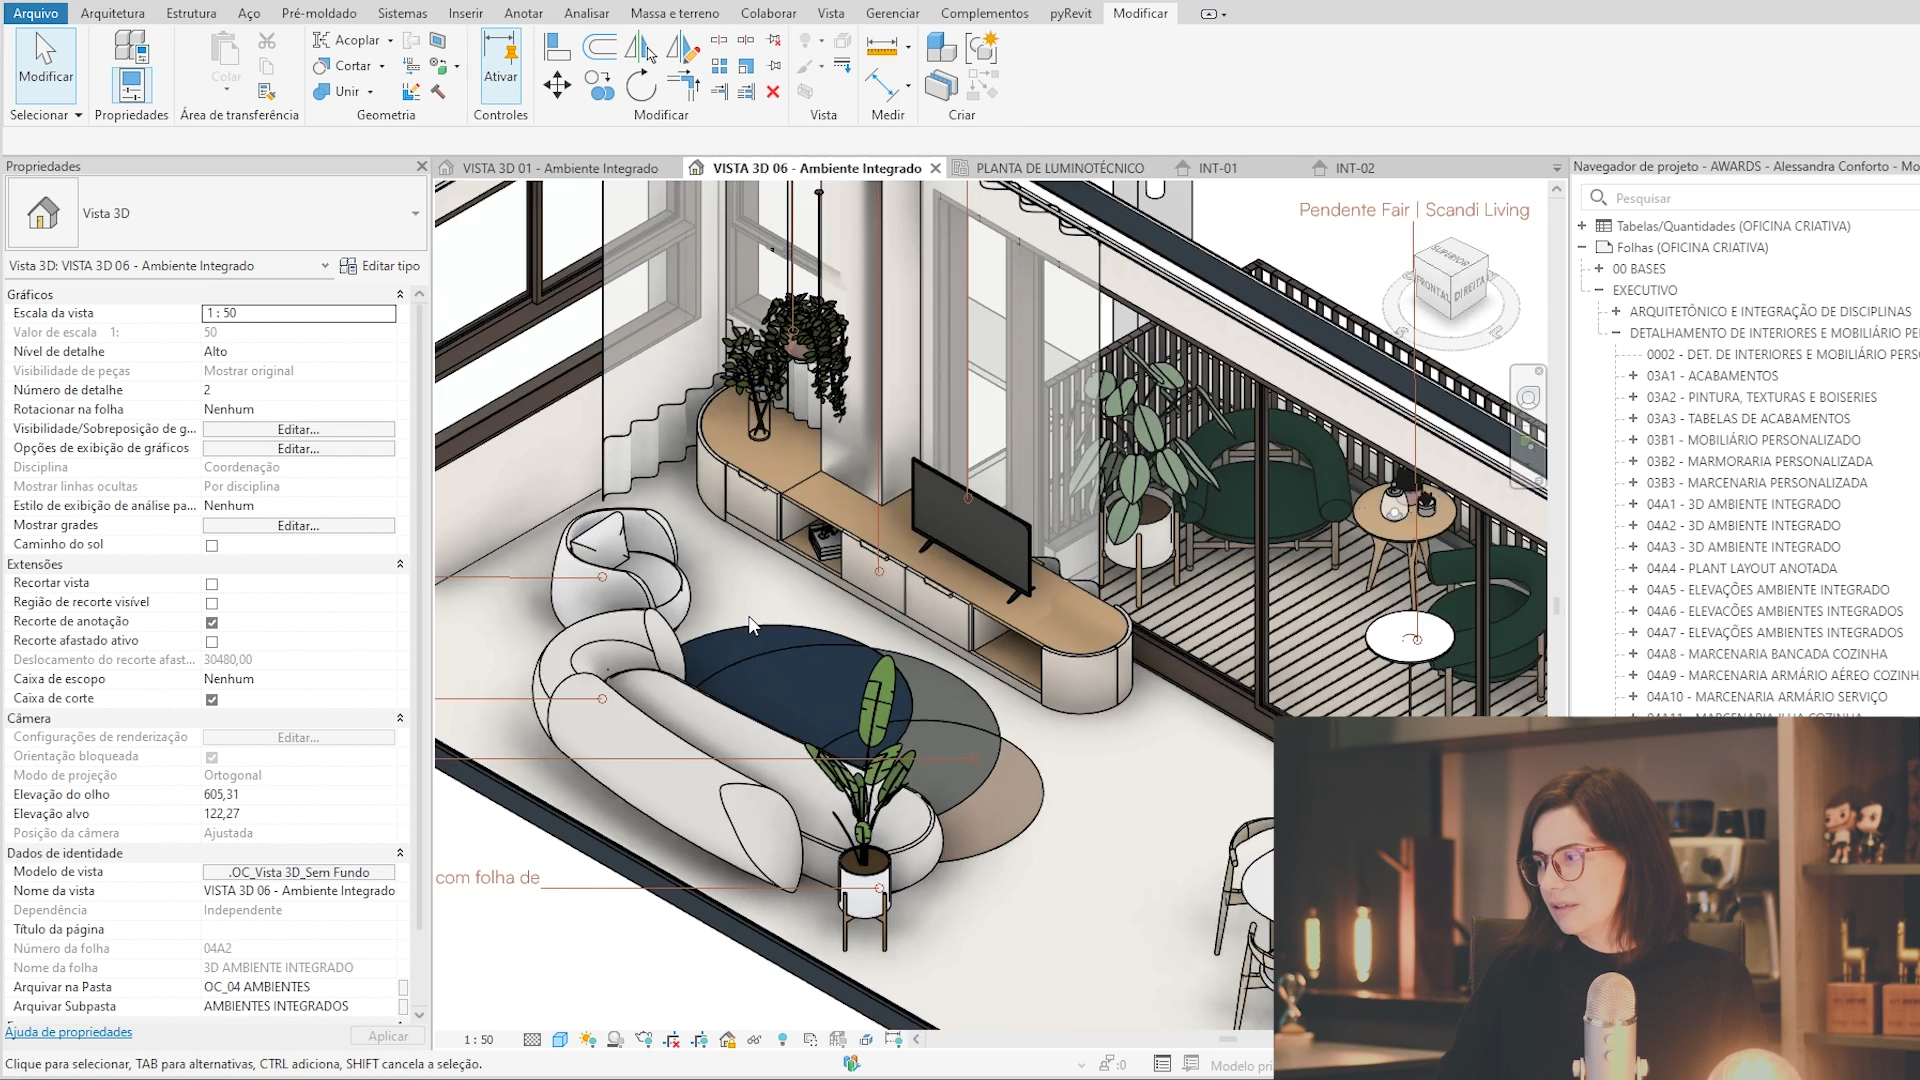 Arquivo Arquitetura Estrutura Aço Pré-moldado Sistemas Inserir Anotar Analisar Massa e terreno Colaborar Vista Gerenciar Complementos pyRevit Modificar
Modificar
Colar
Acoplar
Cortar
Unir
Ativar
Selecionar Propriedades Área de transferência Geometria Controles Modificar Vista Medir Criar
Propriedades
VISTA 3D 01 - Ambiente Integrado VISTA 3D 06 - Ambiente Integrado PLANTA DE LUMINOTÉCNICO INT-01 INT-02
Navegador de projeto - AWARDS - Alessandra Conforto - Mo
Vista 3D
Vista 3D: VISTA 3D 06 - Ambiente Integrado Editar tipo
Gráficos
Escala da vista 1 : 50
Valor de escala 1: 50
Nível de detalhe Alto
Visibilidade de peças Mostrar original
Número de detalhe 2
Rotacionar na folha Nenhum
Visibilidade/Sobreposição de g... Editar...
Opções de exibição de gráficos Editar...
Disciplina Coordenação
Mostrar linhas ocultas Por disciplina
Estilo de exibição de análise pa... Nenhum
Mostrar grades Editar...
Caminho do sol
Extensões
Recortar vista
Região de recorte visível
Recorte de anotação
Recorte afastado ativo
Deslocamento do recorte afast... 30480,00
Caixa de escopo Nenhum
Caixa de corte
Câmera
Configurações de renderização Editar...
Orientação bloqueada
Modo de projeção Ortogonal
Elevação do olho 605,31
Elevação alvo 122,27
Posição da câmera Ajustada
Dados de identidade
Modelo de vista .OC_Vista 3D_Sem Fundo
Nome da vista VISTA 3D 06 - Ambiente Integrado
Dependência Independente
Título da página
Número da folha 04A2
Nome da folha 3D AMBIENTE INTEGRADO
Arquivar na Pasta OC_04 AMBIENTES
Arquivar Subpasta AMBIENTES INTEGRADOS
Ajuda de propriedades Aplicar
Pendente Fair | Scandi Living
SUPERIOR
FRONTAL DIREITA
com folha de
1 : 50
Pesquisar
Tabelas/Quantidades (OFICINA CRIATIVA)
Folhas (OFICINA CRIATIVA)
00 BASES
EXECUTIVO
ARQUITETÔNICO E INTEGRAÇÃO DE DISCIPLINAS
DETALHAMENTO DE INTERIORES E MOBILIÁRIO PE
0002 - DET. DE INTERIORES E MOBILIÁRIO PERSO
03A1 - ACABAMENTOS
03A2 - PINTURA, TEXTURAS E BOISERIES
03A3 - TABELAS DE ACABAMENTOS
03B1 - MOBILIÁRIO PERSONALIZADO
03B2 - MARMORARIA PERSONALIZADA
03B3 - MARCENARIA PERSONALIZADA
04A1 - 3D AMBIENTE INTEGRADO
04A2 - 3D AMBIENTE INTEGRADO
04A3 - 3D AMBIENTE INTEGRADO
04A4 - PLANT LAYOUT ANOTADA
04A5 - ELEVAÇÕES AMBIENTE INTEGRADO
04A6 - ELEVACÕES AMBIENTES INTEGRADOS
04A7 - ELEVAÇÕES AMBIENTES INTEGRADOS
04A8 - MARCENARIA BANCADA COZINHA
04A9 - MARCENARIA ARMÁRIO AÉREO COZINH
04A10 - MARCENARIA ARMÁRIO SERVIÇO
Clique para selecionar, TAB para alternativas, CTRL adiciona, SHIFT cancela a seleção. :0 Modelo pri